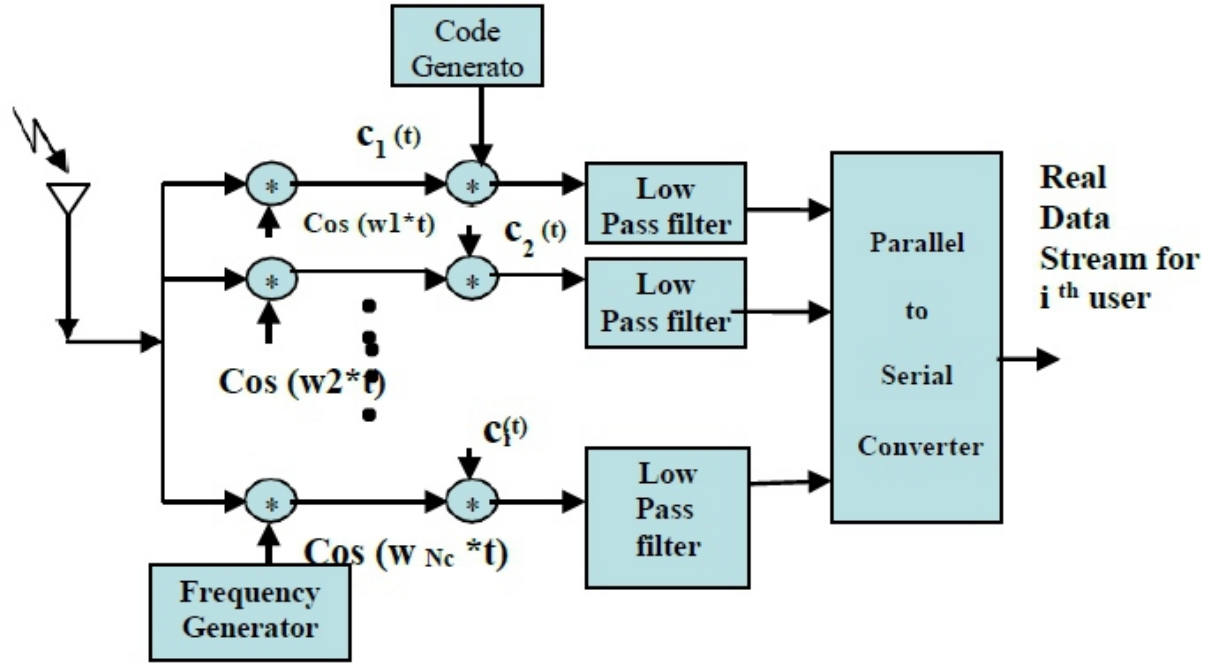 Code
Generato
c1 (t)
*
*
Cos (w1*t)
Low
Pass filter
c2 (t)
*
*
Low
Pass filter
Cos (w2*t)
Parallel
to
Serial
Converter
Real
Data
Stream for
i th user
ci(t)
*
*
Low
Pass
filter
Cos (w Nc *t)
Frequency
Generator